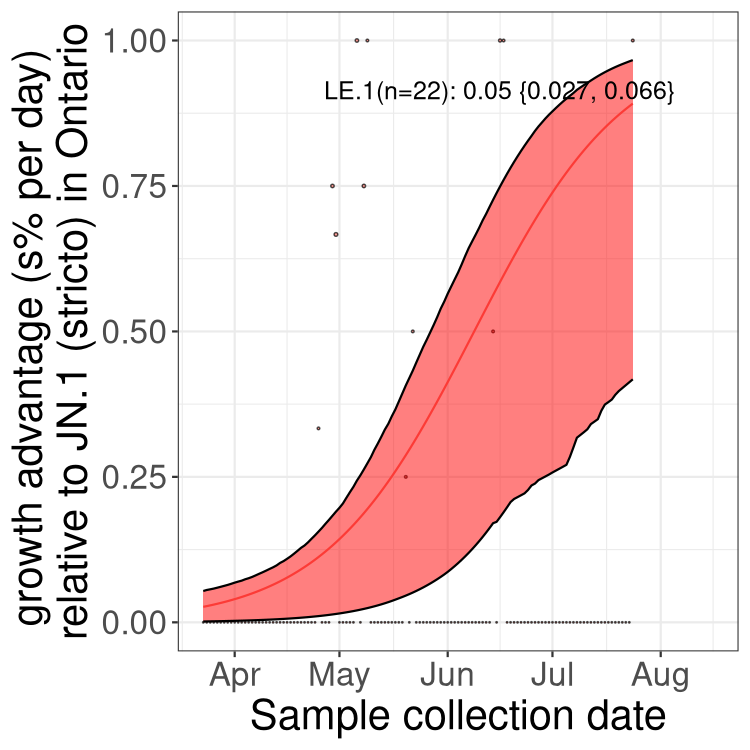 growth advantage (s% per day)
relative to JN.1 (stricto) in Ontario
1.00
0.75
0.50
0.25
0.00
LE.1(n=22): 0.05 {0.027, 0.066}
Apr May Jun Jul Aug
Sample collection date